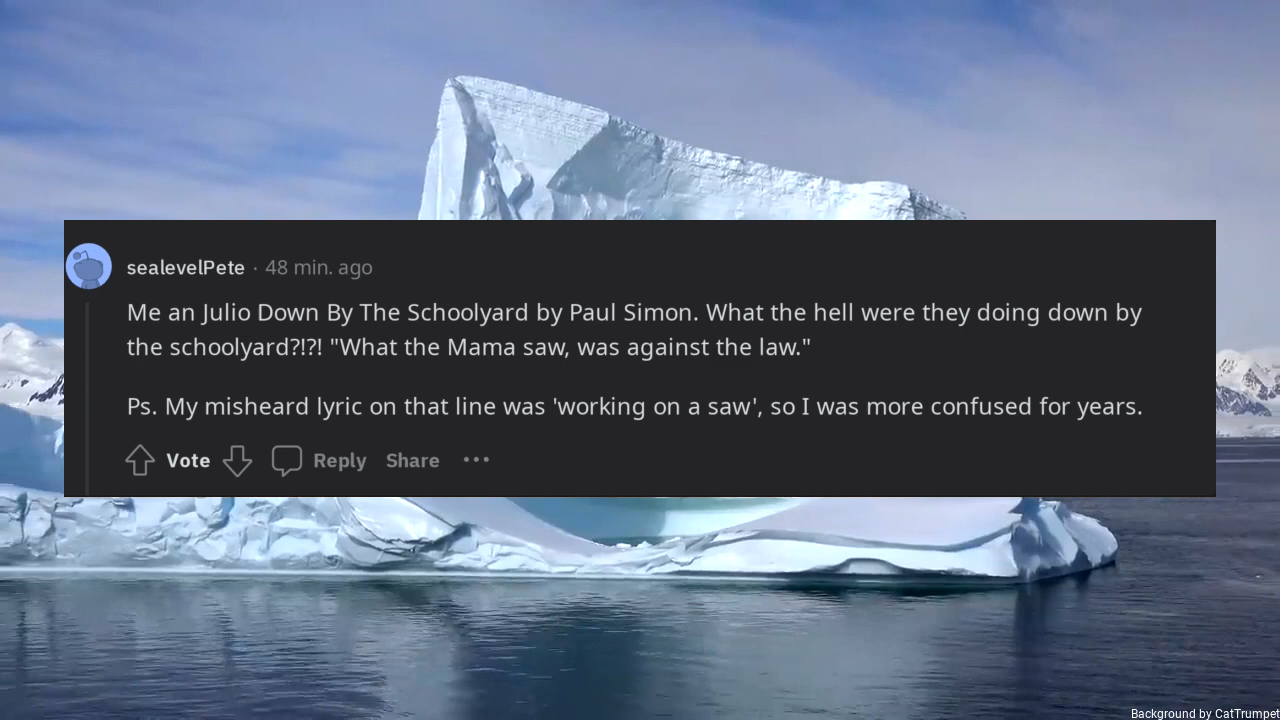 sealevelPete · 48 min. ago
Me an Julio Down By The Schoolyard by Paul Simon. What the hell were they doing down by
the schoolyard?!?! "What the Mama saw, was against the law."
Ps. My misheard lyric on that line was 'working on a saw', so I was more confused for years.
Vote Reply Share ···
Background by CatTrumpet